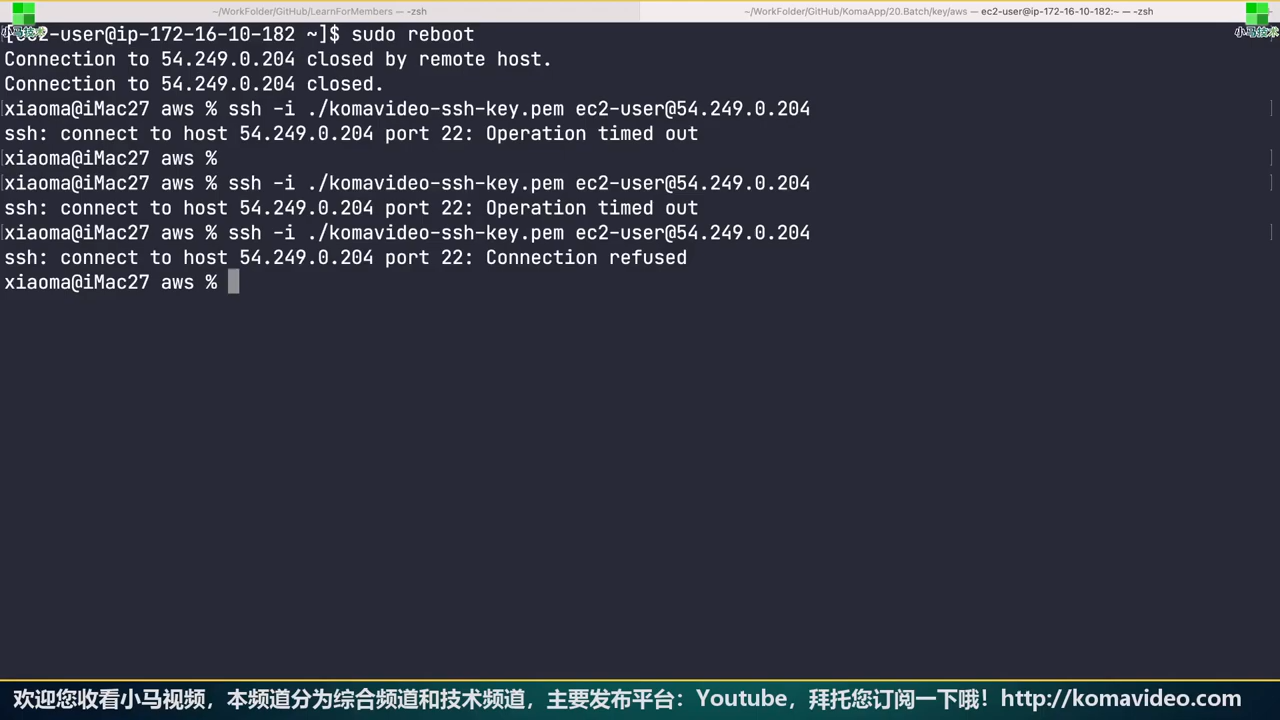 ~/WorkFolder/GitHub/LearnForMembers — -zsh
~/WorkFolder/GitHub/KomaApp/20.Batch/key/aws — ec2-user@ip-172-16-10-182:~ — -zsh
小马技术
小马技术
[ec2-user@ip-172-16-10-182 ~]$ sudo reboot
Connection to 54.249.0.204 closed by remote host.
Connection to 54.249.0.204 closed.
xiaoma@iMac27 aws % ssh -i ./komavideo-ssh-key.pem ec2-user@54.249.0.204
ssh: connect to host 54.249.0.204 port 22: Operation timed out
xiaoma@iMac27 aws %
xiaoma@iMac27 aws % ssh -i ./komavideo-ssh-key.pem ec2-user@54.249.0.204
ssh: connect to host 54.249.0.204 port 22: Operation timed out
xiaoma@iMac27 aws % ssh -i ./komavideo-ssh-key.pem ec2-user@54.249.0.204
ssh: connect to host 54.249.0.204 port 22: Connection refused
xiaoma@iMac27 aws %
欢迎您收看小马视频，本频道分为综合频道和技术频道，主要发布平台：Youtube，拜托您订阅一下哦！http://komavideo.com